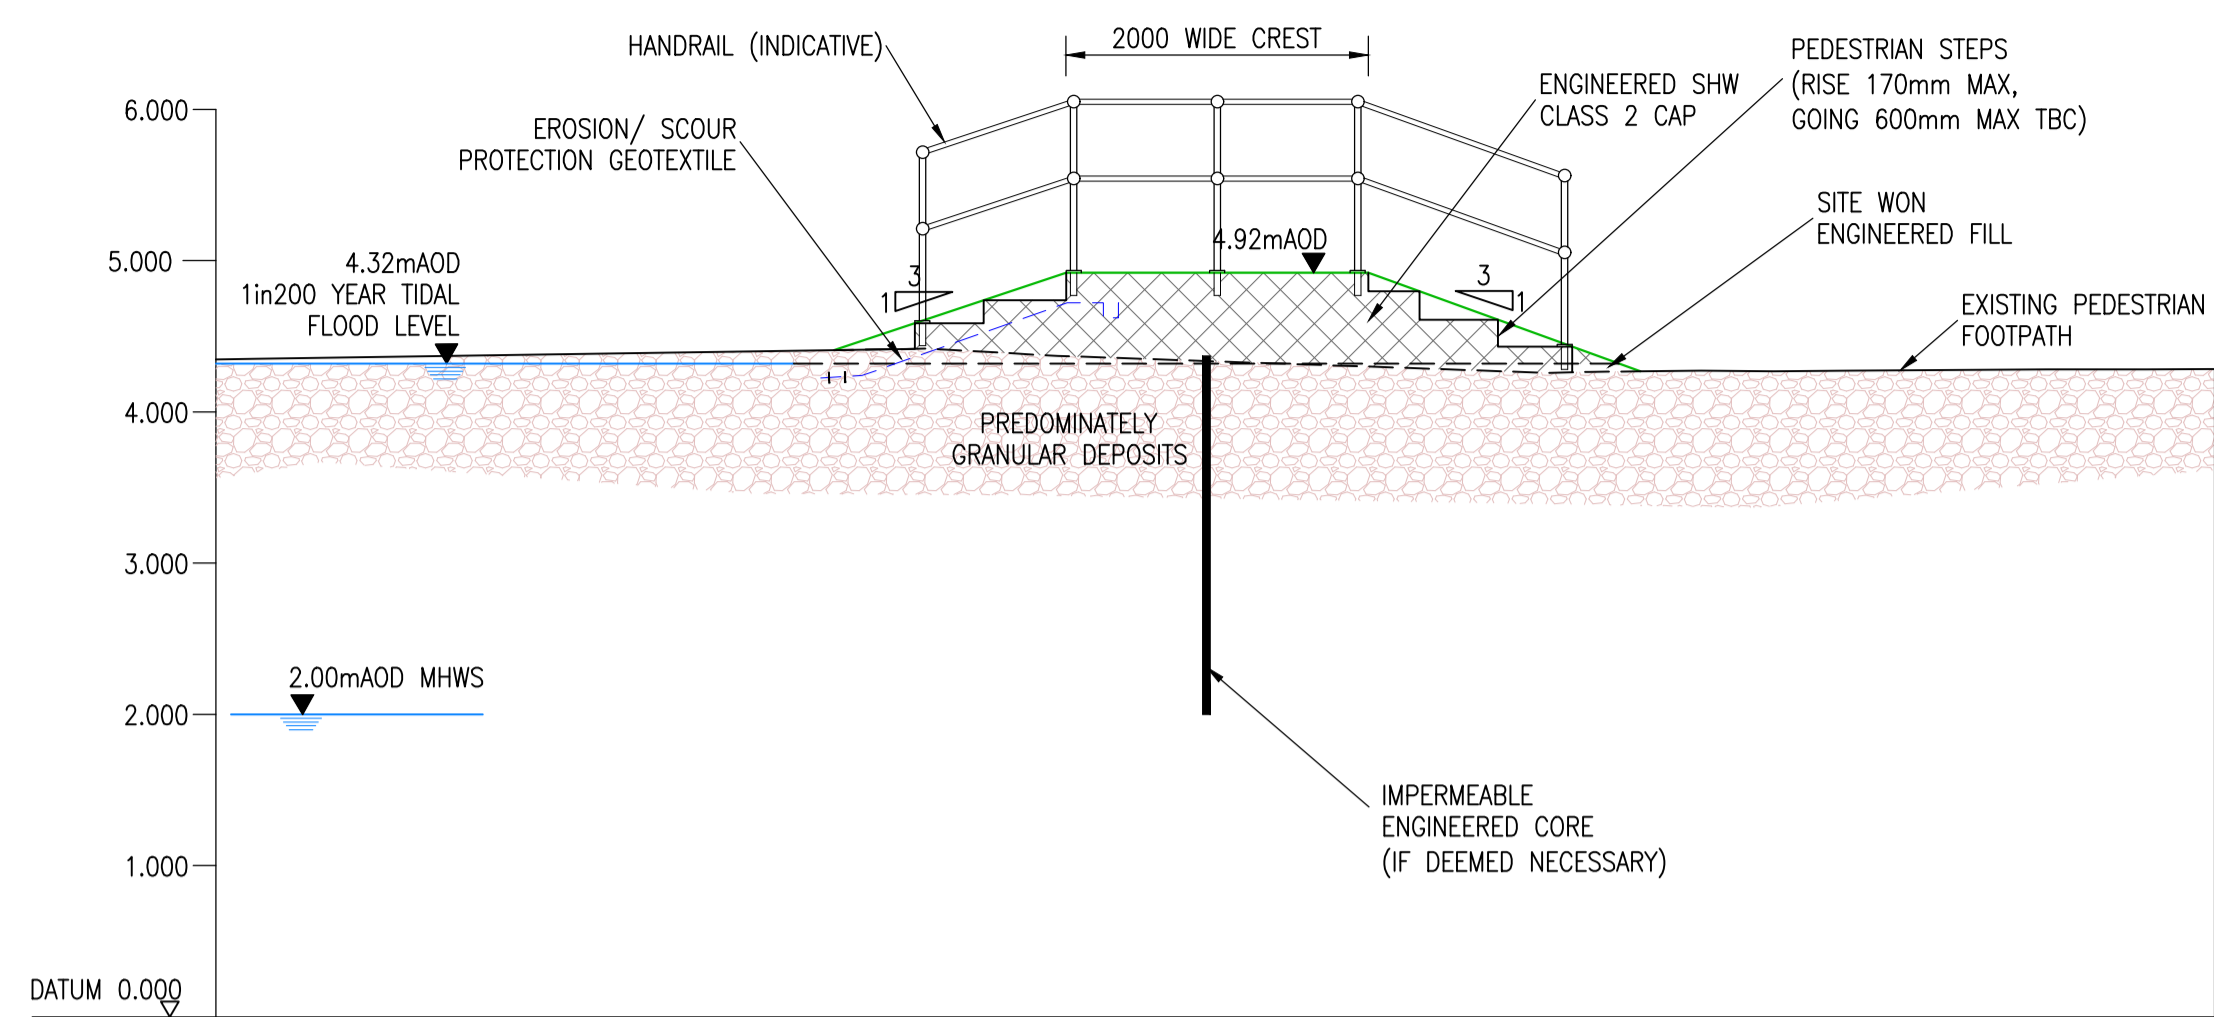 HANDRAIL (INDICATIVE)
2000 WIDE CREST
PEDESTRIAN STEPS
(RISE 170mm MAX,
GOING 600mm MAX TBC)
ENGINEERED SHW
CLASS 2 CAP
6.000
EROSION/ SCOUR
PROTECTION GEOTEXTILE
SITE WON
ENGINEERED FILL
4.92mAOD
5.000
4.32mAOD
1in200 YEAR TIDAL
FLOOD LEVEL
3
1
3
1
EXISTING PEDESTRIAN
FOOTPATH
4.000
PREDOMINATELY
GRANULAR DEPOSITS
3.000
2.00mAOD MHWS
2.000
IMPERMEABLE
ENGINEERED CORE
(IF DEEMED NECESSARY)
1.000
DATUM 0.000